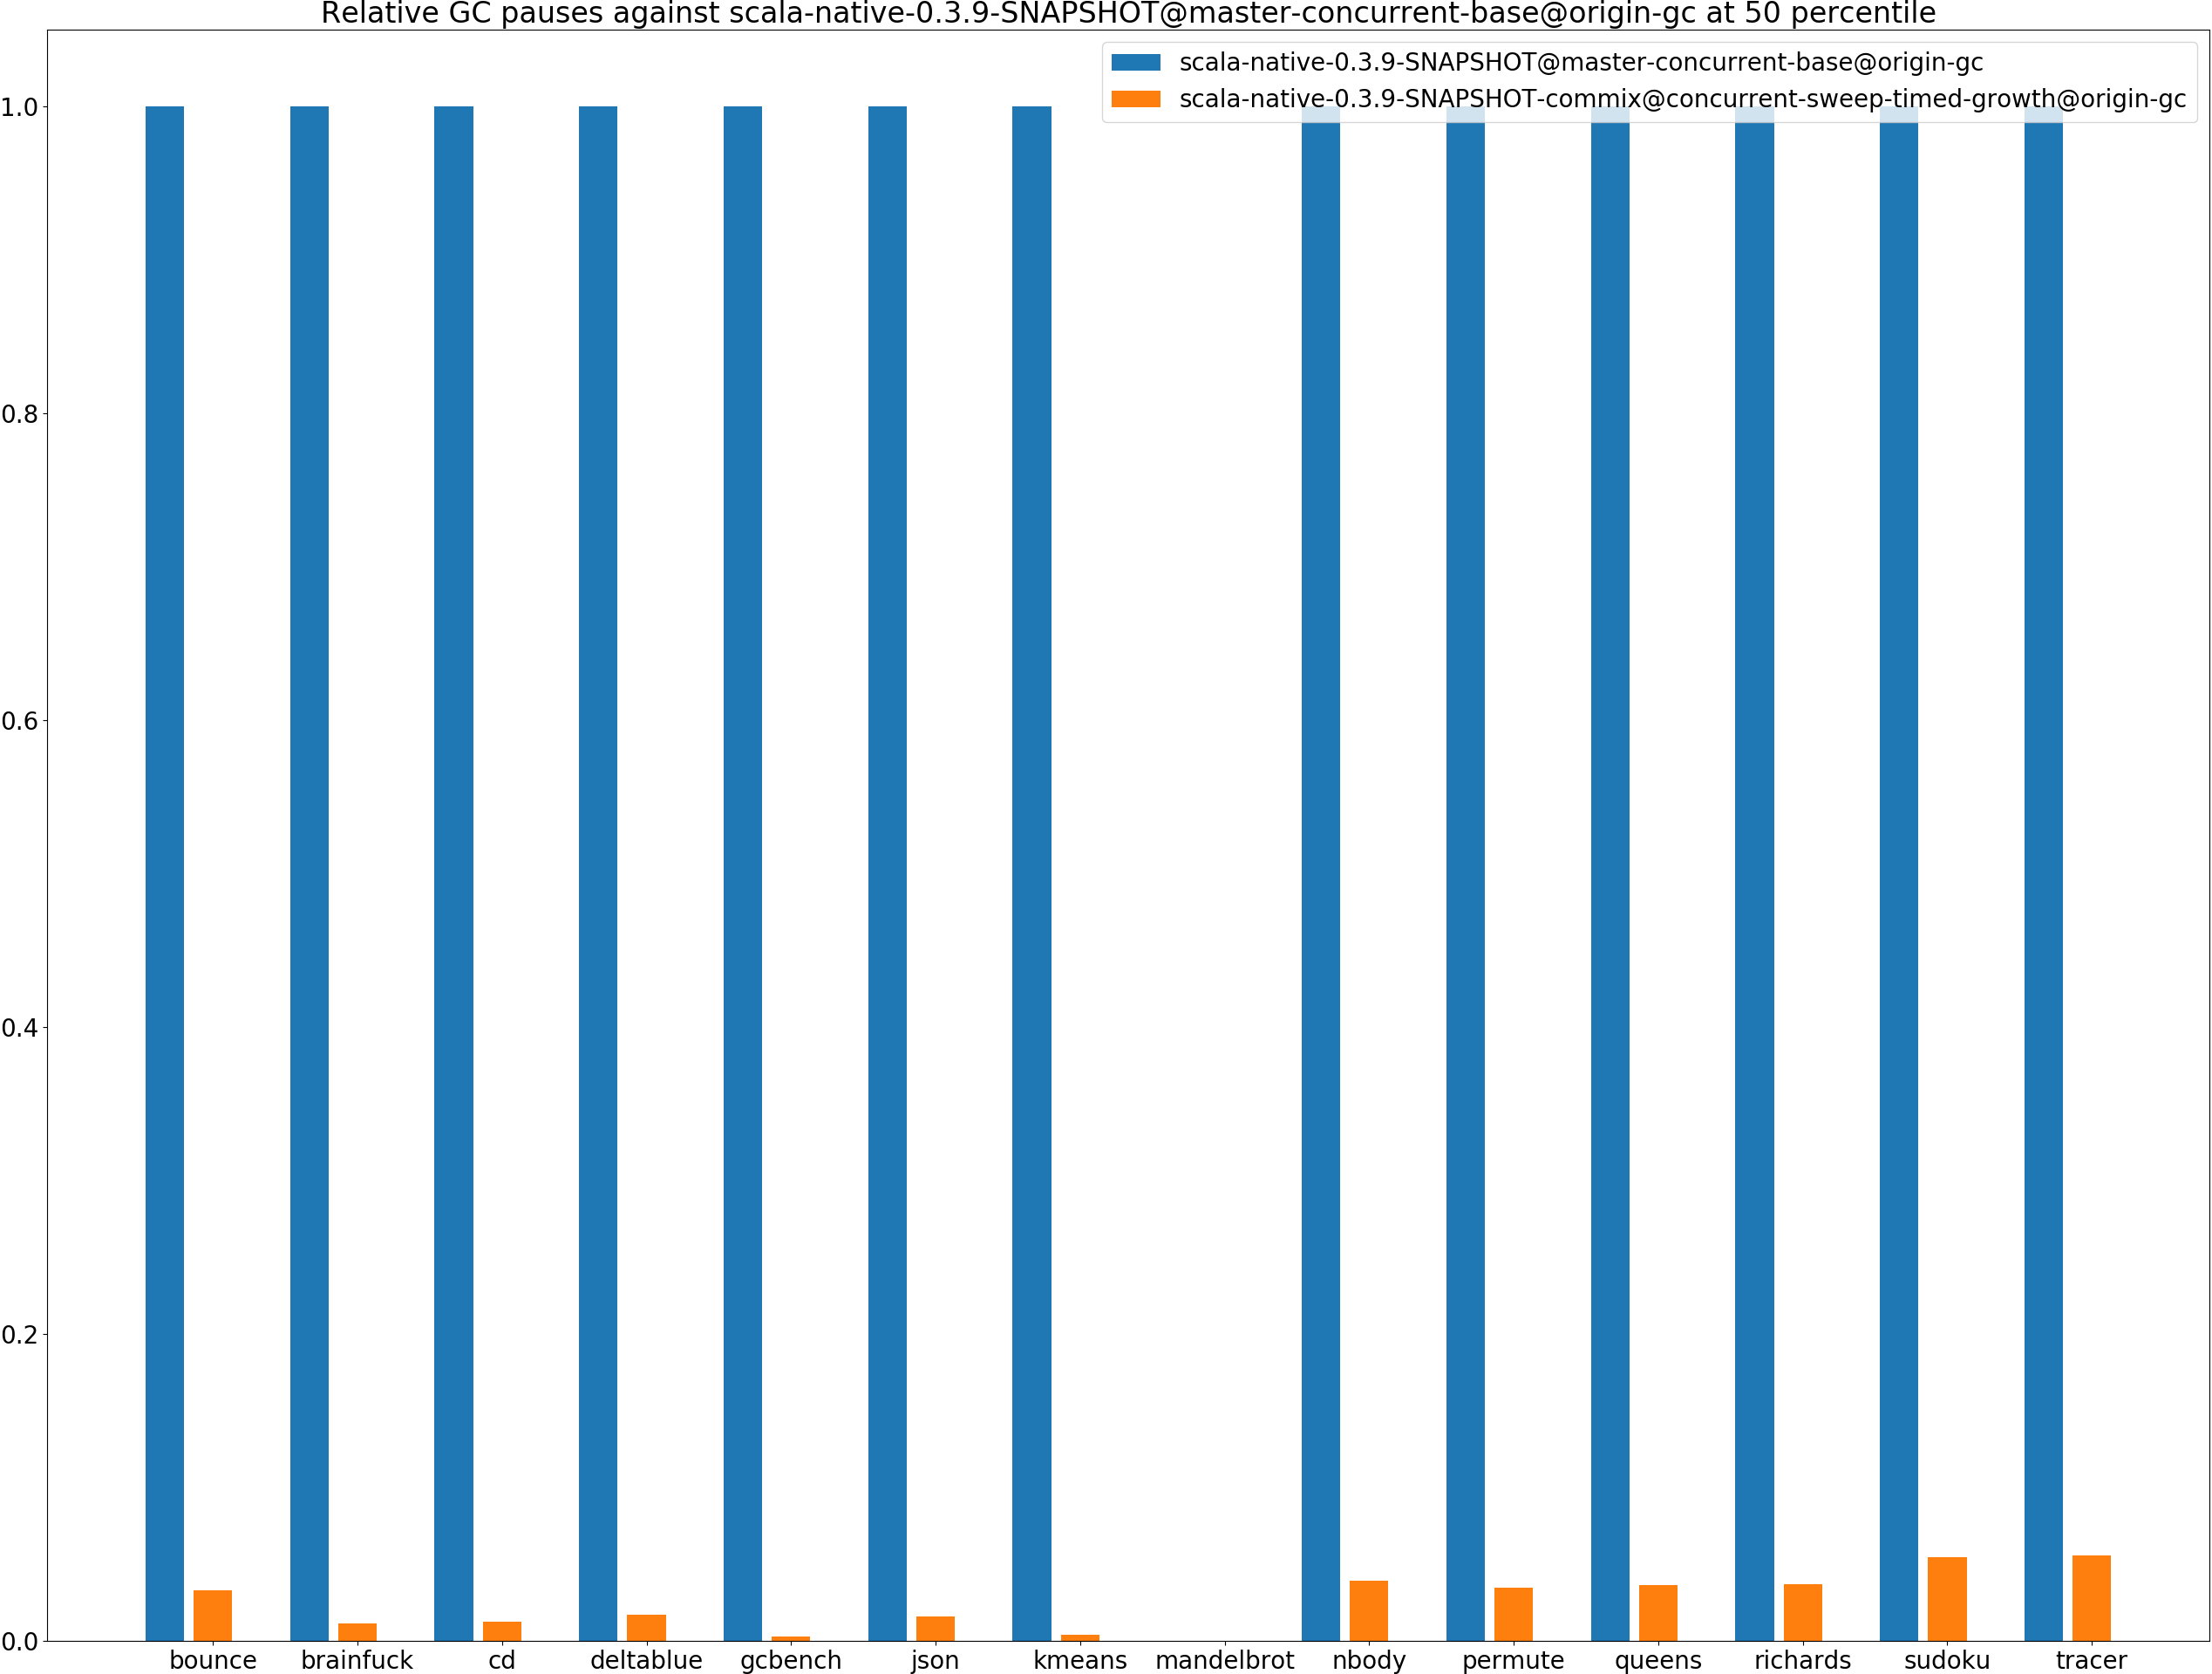 Relative GC pauses against scala-native-0.3.9-SNAPSHOT@master-concurrent-base@origin-gc at 50 percentile
scala-native-0.3.9-SNAPSHOT@master-concurrent-base@origin-gc
scala-native-0.3.9-SNAPSHOT-commix@concurrent-sweep-timed-growth@origin-gc
1.0
0.8
0.6
0.4
0.2
0.0
bounce brainfuck cd deltablue gcbench json kmeans mandelbrot nbody permute queens richards sudoku tracer